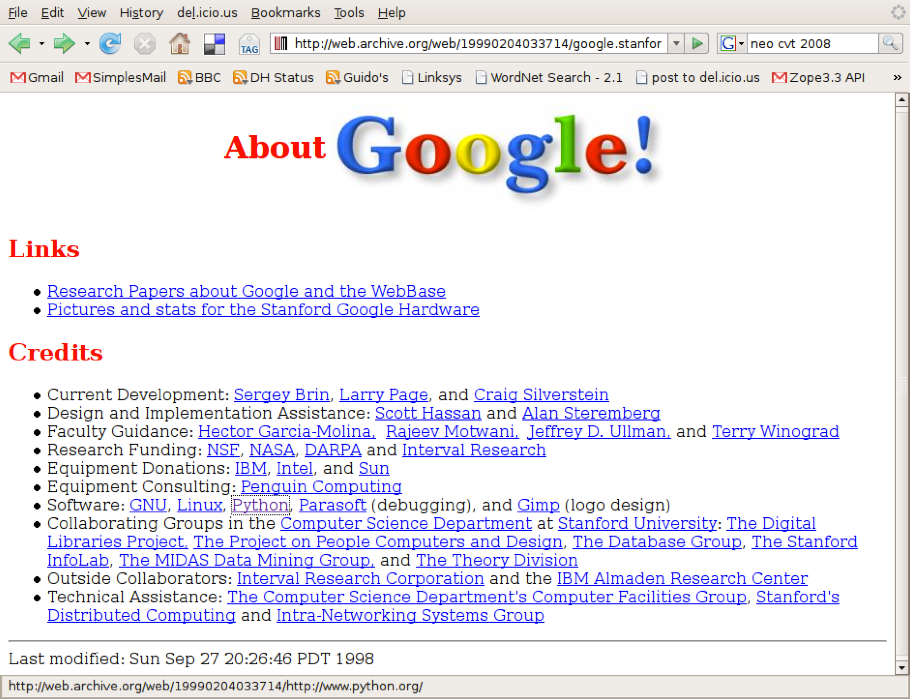 File Edit View History del.icio.us Bookmarks Tools Help
TAG http://web.archive.org/web/19990204033714/google.stanfor G neo cvt 2008
Gmail SimplesMail BBC DH Status Guido's Linksys WordNet Search - 2.1 post to del.icio.us Zope3.3 API »
About Google!
Links
Research Papers about Google and the WebBase
Pictures and stats for the Stanford Google Hardware
Credits
Current Development: Sergey Brin, Larry Page, and Craig Silverstein
Design and Implementation Assistance: Scott Hassan and Alan Steremberg
Faculty Guidance: Hector Garcia-Molina, Rajeev Motwani, Jeffrey D. Ullman, and Terry Winograd
Research Funding: NSF, NASA, DARPA and Interval Research
Equipment Donations: IBM, Intel, and Sun
Equipment Consulting: Penguin Computing
Software: GNU, Linux, Python, Parasoft (debugging), and Gimp (logo design)
Collaborating Groups in the Computer Science Department at Stanford University: The Digital
Libraries Project, The Project on People Computers and Design, The Database Group, The Stanford
InfoLab, The MIDAS Data Mining Group, and The Theory Division
Outside Collaborators: Interval Research Corporation and the IBM Almaden Research Center
Technical Assistance: The Computer Science Department's Computer Facilities Group, Stanford's
Distributed Computing and Intra-Networking Systems Group
Last modified: Sun Sep 27 20:26:46 PDT 1998
http://web.archive.org/web/19990204033714/http://www.python.org/